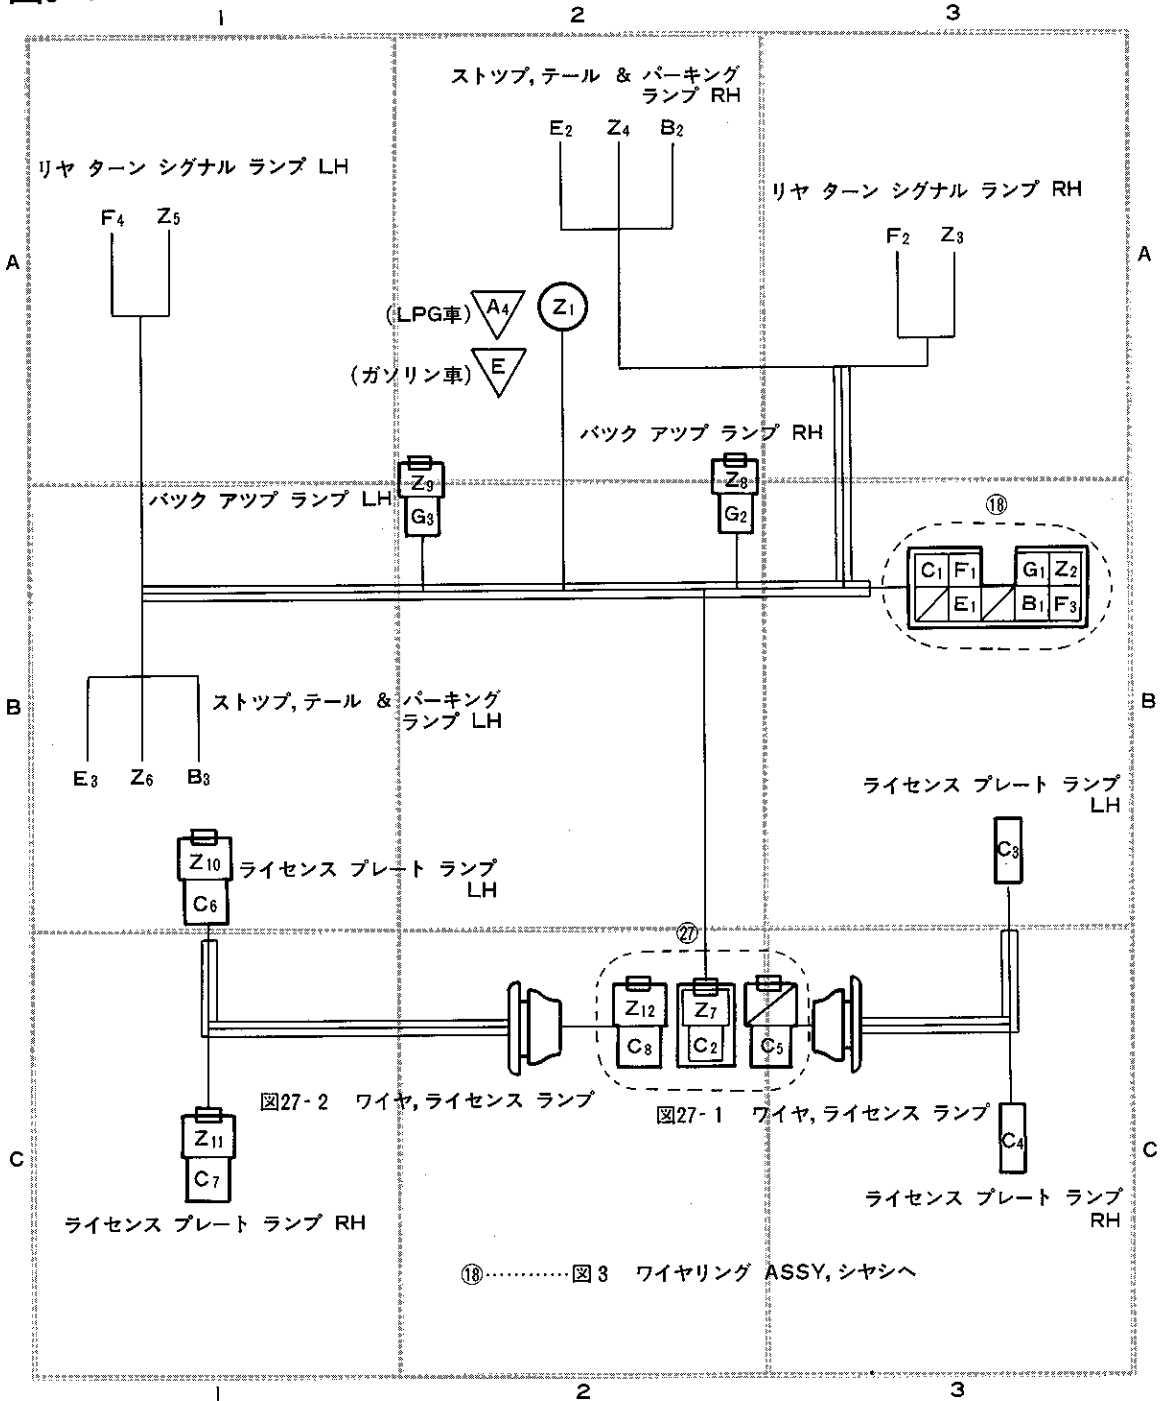 1 2 3
ストツプ, テール & パーキング
ランプ RH
E2 Z4 B2
リヤ ターン シグナル ランプ LH
F4 Z5
リヤ ターン シグナル ランプ RH
F2 Z3
A A
(LPG車) A4 Z1
(ガソリン車) E
バツク アツプ ランプ RH
Z9 Z8
バツク アツプ ランプ LH
G3 G2
⑱
C1 F1 G1 Z2
E1 B1 F3
B B
ストツプ, テール & パーキング
ランプ LH
E3 Z6 B3
ライセンス プレート ランプ
LH
C3
Z10
ライセンス プレート ランプ
LH
C6
㉗
Z12 Z7
C8 C2 C5
図27-2 ワイヤ, ライセンス ランプ
図27-1 ワイヤ, ライセンス ランプ
Z11
C4
C C
C7
ライセンス プレート ランプ RH
ライセンス プレート ランプ
RH
⑱…………図3 ワイヤリング ASSY, シヤシへ
1 2 3